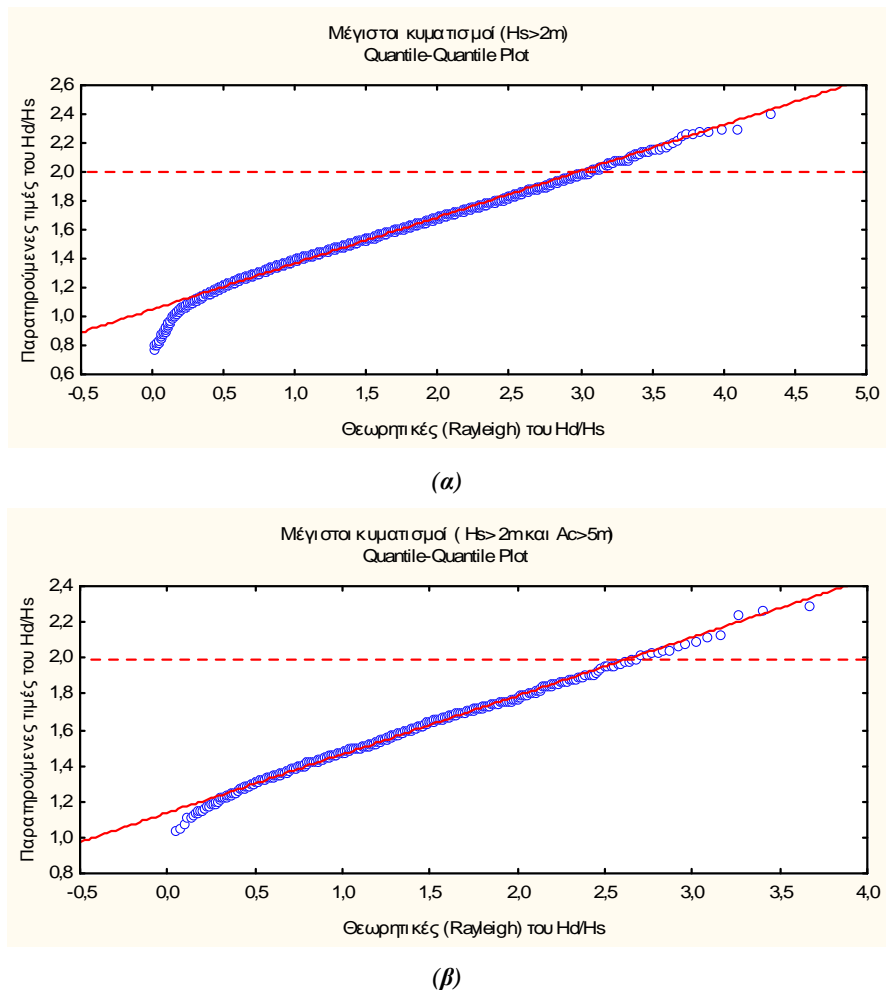 Μέγιστοι κυματισμοί (Hs>2m)
Quantile-Quantile Plot
Παρατηρούμενες τιμές του Hd/Hs
2,6
2,4
2,2
2,0
1,8
1,6
1,4
1,2
1,0
0,8
0,6
-0,5 0,0 0,5 1,0 1,5 2,0 2,5 3,0 3,5 4,0 4,5 5,0
Θεωρητικές (Rayleigh) του Hd/Hs
(α)
Μέγιστοι κυματισμοί ( Hs>2m και Ac>5m)
Quantile-Quantile Plot
Παρατηρούμενες τιμές του Hd/Hs
2,4
2,2
2,0
1,8
1,6
1,4
1,2
1,0
0,8
-0,5 0,0 0,5 1,0 1,5 2,0 2,5 3,0 3,5 4,0
Θεωρητικές (Rayleigh) του Hd/Hs
(β)